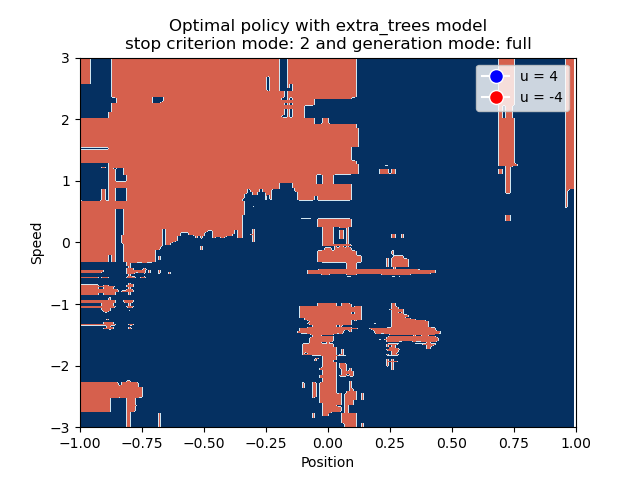 Optimal policy with extra_trees model
stop criterion mode: 2 and generation mode: full
u = 4
u = -4
3
2
1
0
−1
−2
−3
Speed
−1.00 −0.75 −0.50 −0.25 0.00 0.25 0.50 0.75 1.00
Position